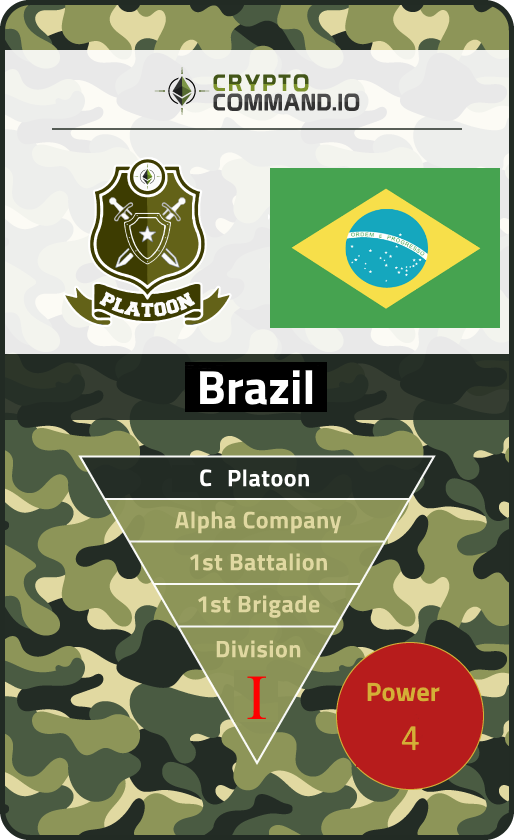 CRYPTO
COMMAND.IO
PLATOON
ORDEM E PROGRESSO
Brazil
C Platoon
Alpha Company
1st Battalion
1st Brigade
Division
I
Power
4